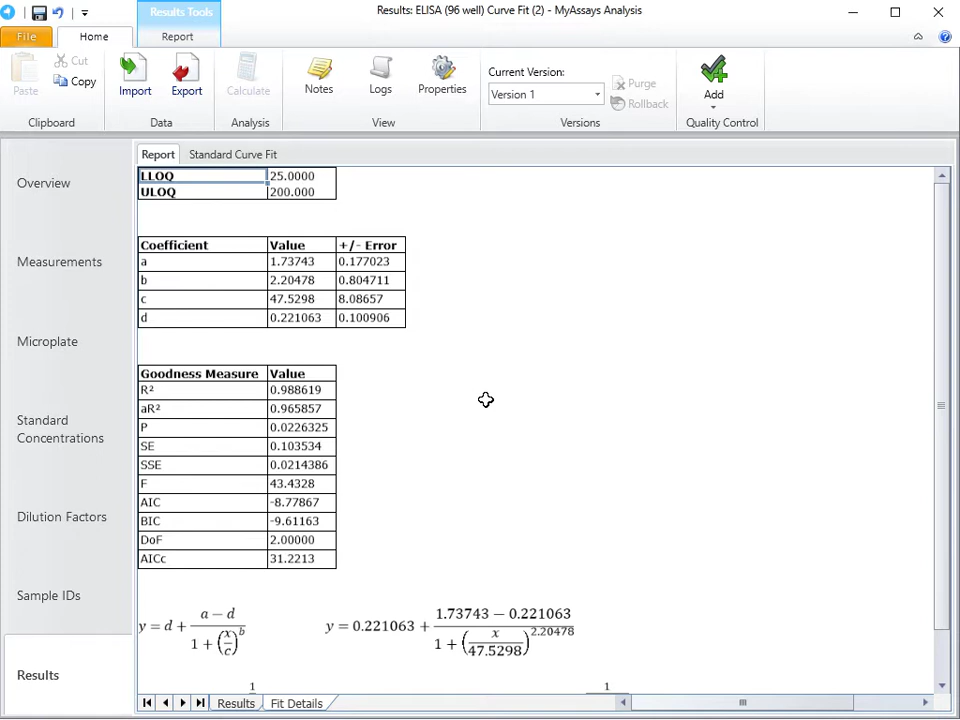 Results Tools
Results: ELISA (96 well) Curve Fit (2) - MyAssays Analysis
File
Home
Report
Paste
Cut
Copy
Clipboard
Import
Export
Data
Calculate
Analysis
Notes
Logs
Properties
View
Current Version:
Version 1
Purge
Rollback
Versions
Add
Quality Control
Overview
Measurements
Microplate
Standard
Concentrations
Dilution Factors
Sample IDs
Results
Report
Standard Curve Fit
LLOQ 25.0000
ULOQ 200.000
Coefficient Value +/- Error
a 1.73743 0.177023
b 2.20478 0.804711
c 47.5298 8.08657
d 0.221063 0.100906
Goodness Measure Value
R² 0.988619
aR² 0.965857
P 0.0226325
SE 0.103534
SSE 0.0214386
F 43.4328
AIC -8.77867
BIC -9.61163
DoF 2.00000
AICc 31.2213
y = d + (a − d) / (1 + (x/c)^b)
y = 0.221063 + (1.73743 − 0.221063) / (1 + (x/47.5298)^2.20478)
1 1
Results Fit Details